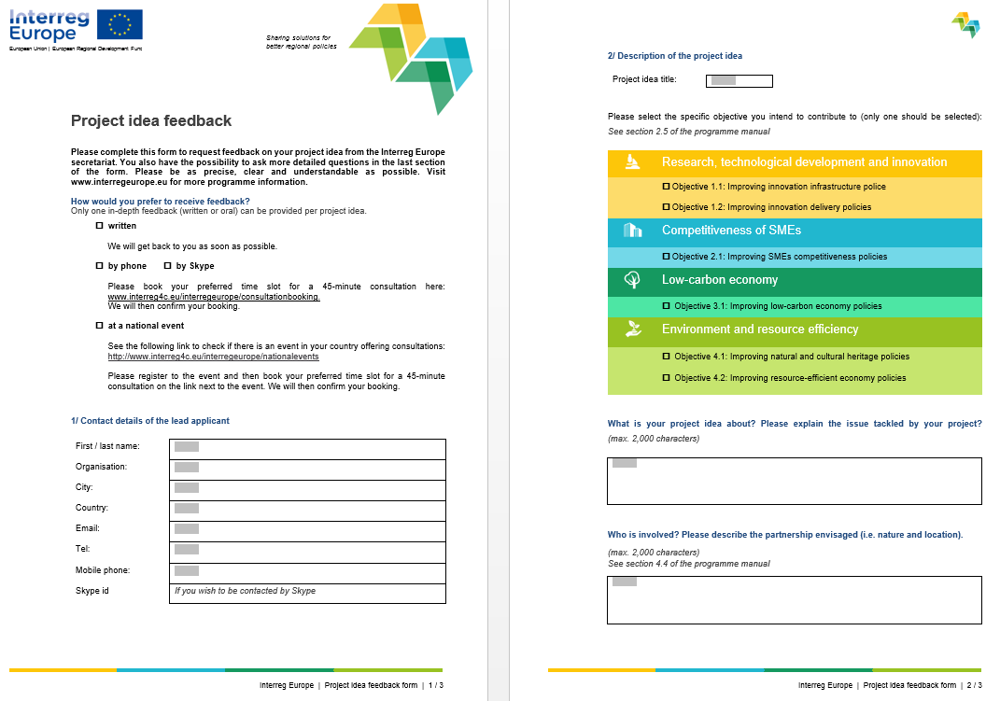 Interreg
Europe
European Union | European Regional Development Fund
Sharing solutions for
better regional policies
Project idea feedback
Please complete this form to request feedback on your project idea from the Interreg Europe
secretariat. You also have the possibility to ask more detailed questions in the last section
of the form. Please be as precise, clear and understandable as possible. Visit
www.interregeurope.eu for more programme information.
How would you prefer to receive feedback?
Only one in-depth feedback (written or oral) can be provided per project idea.
written
We will get back to you as soon as possible.
by phone by Skype
Please book your preferred time slot for a 45-minute consultation here:
www.interreg4c.eu/interregeurope/consultationbooking.
We will then confirm your booking.
at a national event
See the following link to check if there is an event in your country offering consultations:
http://www.interreg4c.eu/interregeurope/nationalevents
Please register to the event and then book your preferred time slot for a 45-minute
consultation on the link next to the event. We will then confirm your booking.
1/ Contact details of the lead applicant
First / last name:
Organisation:
City:
Country:
Email:
Tel:
Mobile phone:
Skype id If you wish to be contacted by Skype
Interreg Europe | Project idea feedback form | 1 / 3
2/ Description of the project idea
Project idea title:
Please select the specific objective you intend to contribute to (only one should be selected):
See section 2.5 of the programme manual
Research, technological development and innovation
Objective 1.1: Improving innovation infrastructure police
Objective 1.2: Improving innovation delivery policies
Competitiveness of SMEs
Objective 2.1: Improving SMEs competitiveness policies
Low-carbon economy
Objective 3.1: Improving low-carbon economy policies
Environment and resource efficiency
Objective 4.1: Improving natural and cultural heritage policies
Objective 4.2: Improving resource-efficient economy policies
What is your project idea about? Please explain the issue tackled by your project?
(max. 2,000 characters)
Who is involved? Please describe the partnership envisaged (i.e. nature and location).
(max. 2,000 characters)
See section 4.4 of the programme manual
Interreg Europe | Project idea feedback form | 2 / 3